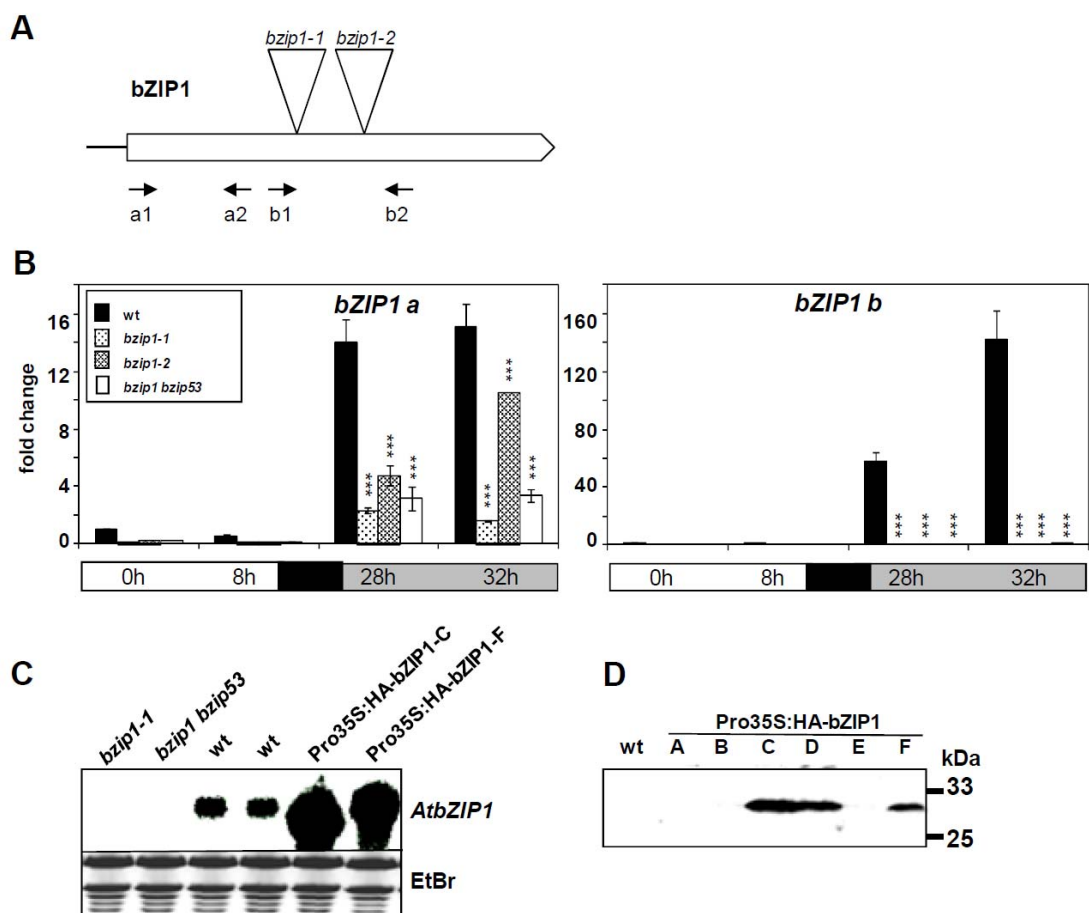 A
bzip1-1 bzip1-2
bZIP1
a1 a2 b1 b2
B
bZIP1 a
wt
bzip1-1
bzip1-2
bzip1 bzip53
fold change
16
12
8
4
0
*** *** *** *** *** ***
0h 8h 28h 32h
bZIP1 b
160
120
80
60
40
20
0
*** *** *** *** *** ***
0h 8h 28h 32h
C
bzip1-1
bzip1 bzip53
wt
wt
Pro35S:HA-bZIP1-C
Pro35S:HA-bZIP1-F
AtbZIP1
EtBr
D
Pro35S:HA-bZIP1
wt A B C D E F kDa
33
25